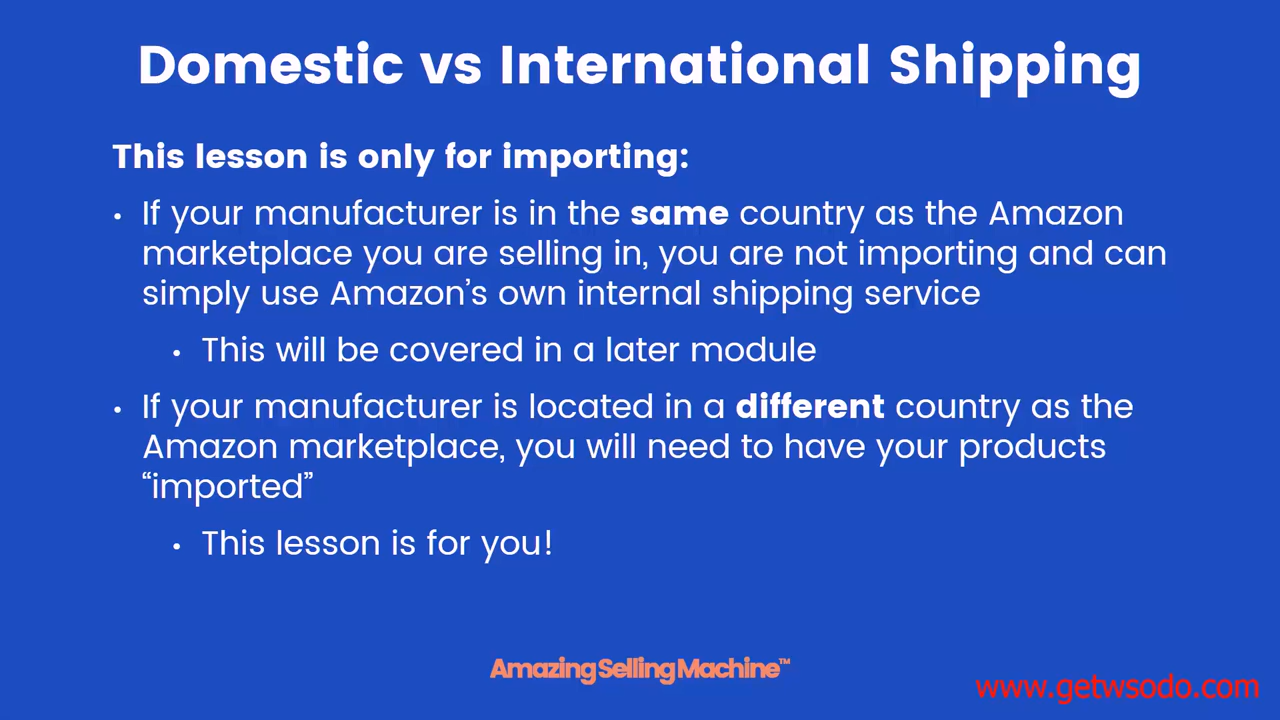 Domestic vs International Shipping
This lesson is only for importing:
• If your manufacturer is in the same country as the Amazon
marketplace you are selling in, you are not importing and can
simply use Amazon’s own internal shipping service
• This will be covered in a later module
• If your manufacturer is located in a different country as the
Amazon marketplace, you will need to have your products
“imported”
• This lesson is for you!
AmazingSellingMachine™
www.getwsodo.com